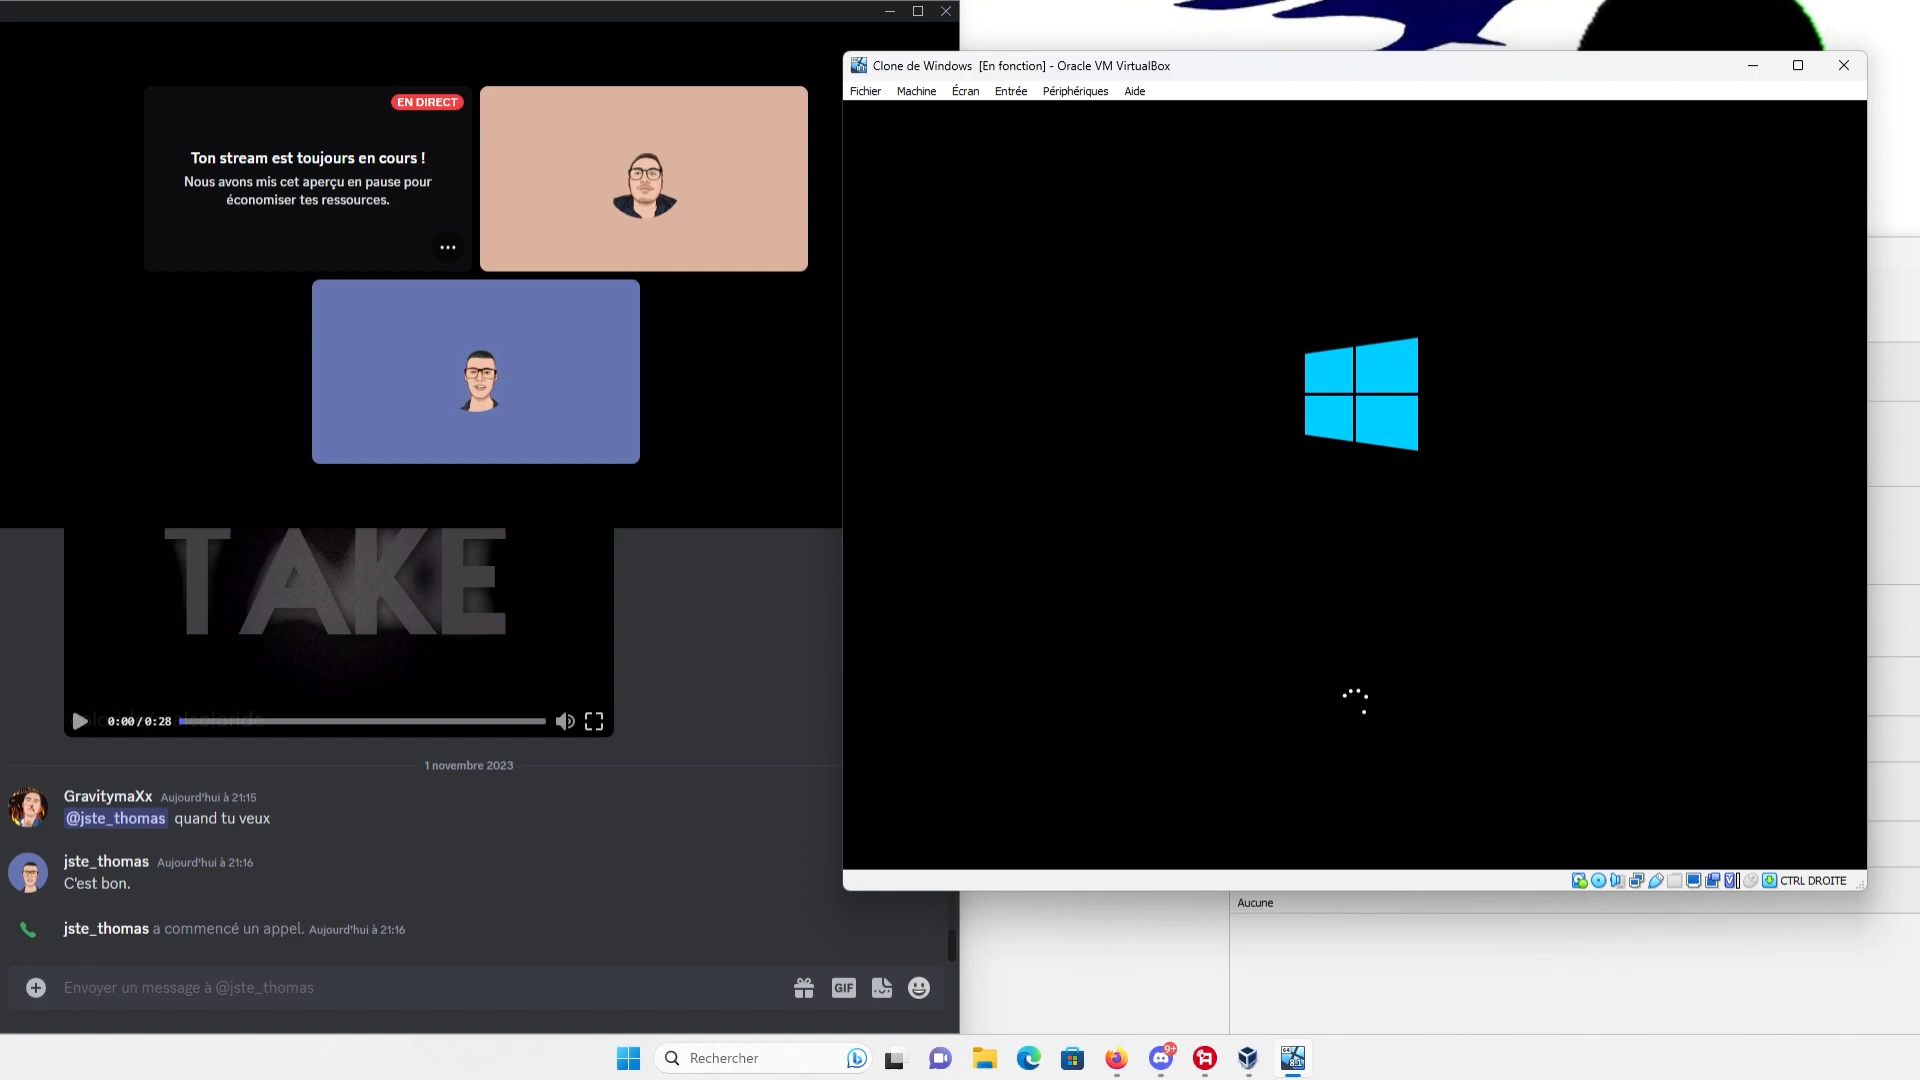 EN DIRECT
Ton stream est toujours en cours !
Nous avons mis cet aperçu en pause pour
économiser tes ressources.
TAKE
0:00/0:28
1 novembre 2023
GravitymaXx Aujourd'hui à 21:15
@jste_thomas quand tu veux
jste_thomas Aujourd'hui à 21:16
C'est bon.
jste_thomas a commencé un appel. Aujourd'hui à 21:16
Envoyer un message à @jste_thomas
GIF
Clone de Windows [En fonction] - Oracle VM VirtualBox
Fichier Machine Écran Entrée Périphériques Aide
CTRL DROITE
Aucune
Rechercher
9+